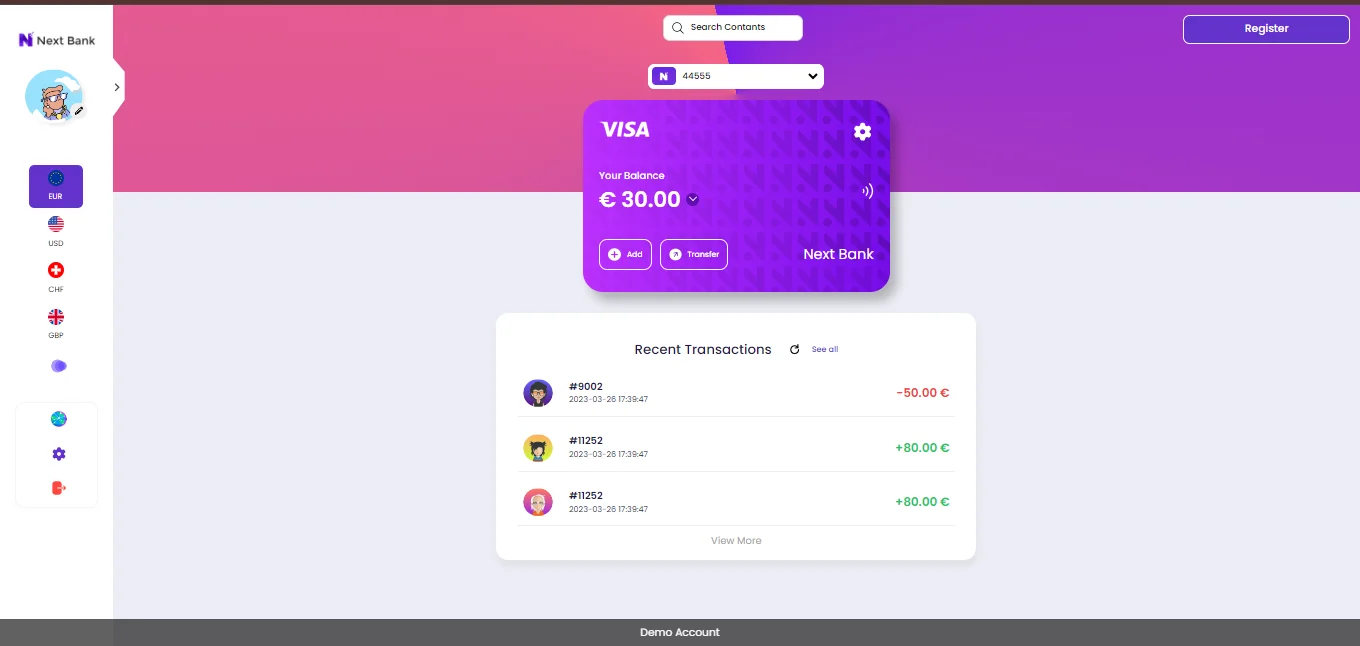 Next Bank
EUR
USD
CHF
GBP
Search Contants
Register
N 44555
VISA
Your Balance
€ 30.00
Add
Transfer
Next Bank
Recent Transactions
See all
#9002
2023-03-26 17:39:47
-50.00 €
#11252
2023-03-26 17:39:47
+80.00 €
#11252
2023-03-26 17:39:47
+80.00 €
View More
Demo Account